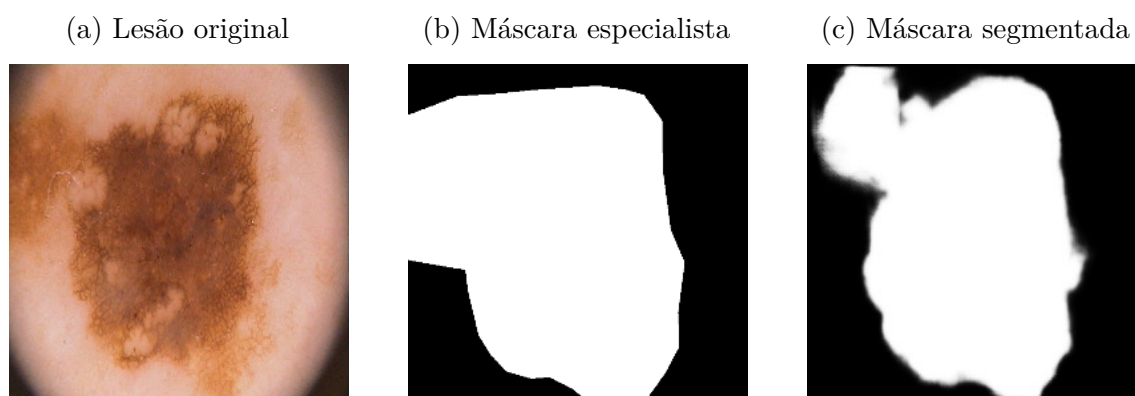 (a) Lesão original
(b) Máscara especialista
(c) Máscara segmentada